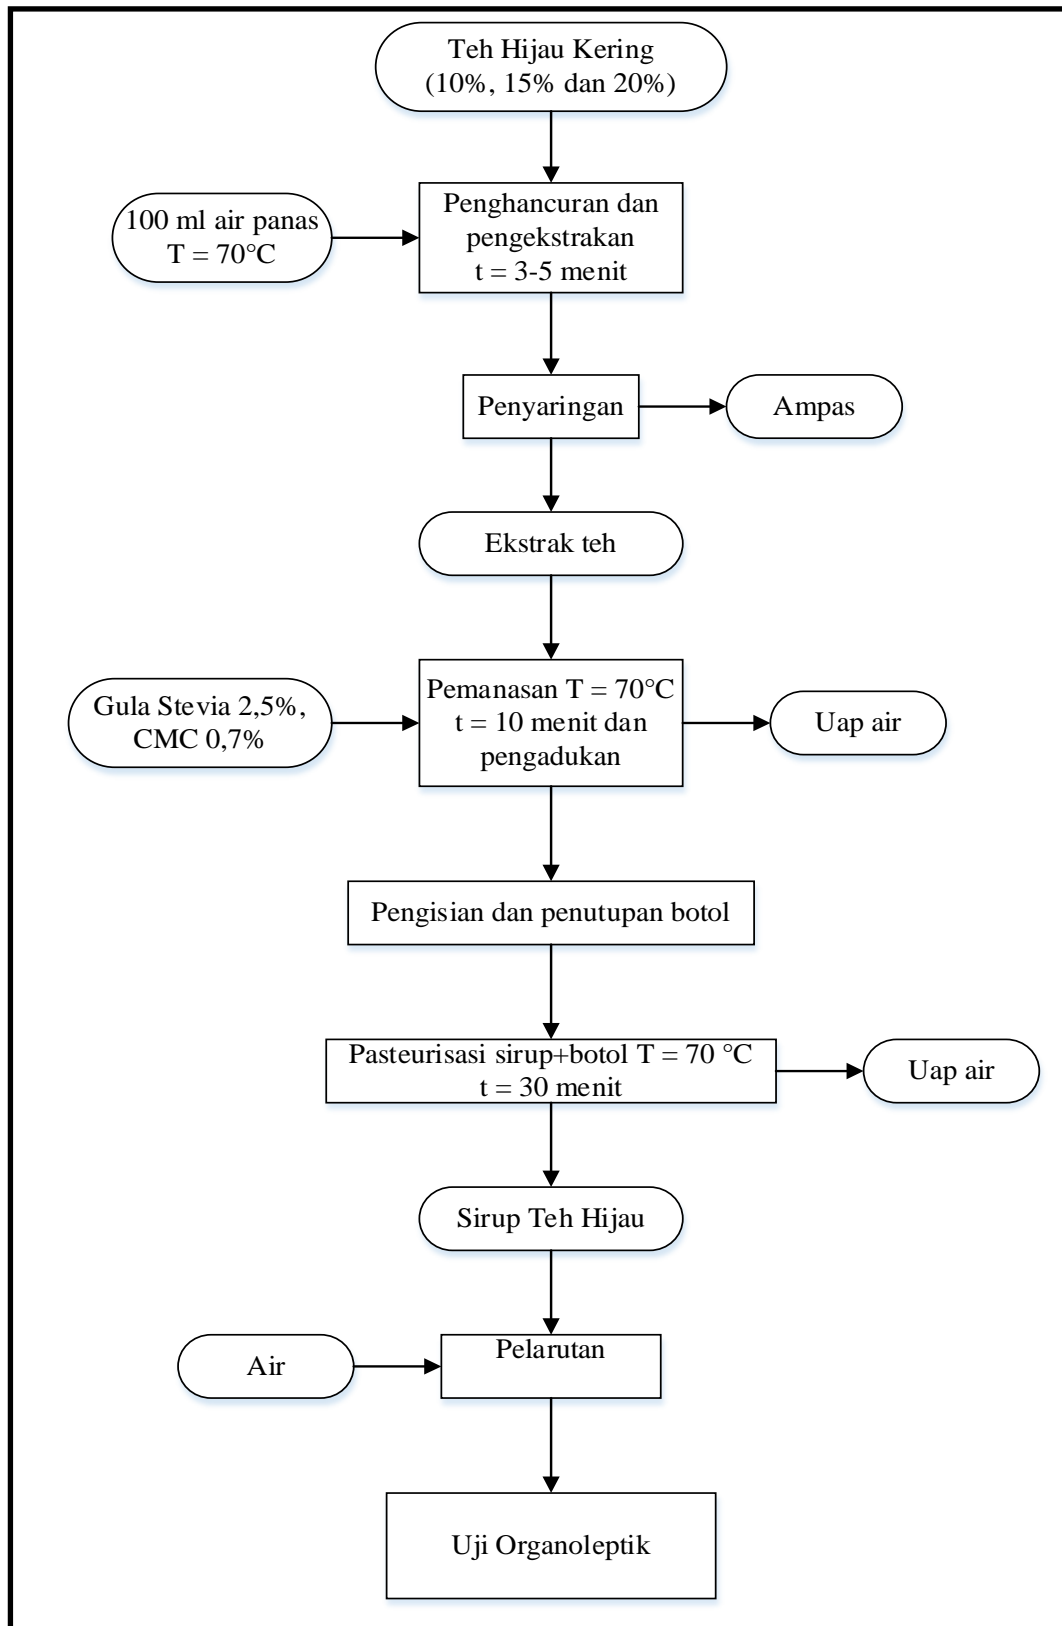 Teh Hijau Kering
(10%, 15% dan 20%)
100 ml air panas
T = 70°C
Penghancuran dan
pengekstrakan
t = 3-5 menit
Penyaringan
Ampas
Ekstrak teh
Gula Stevia 2,5%,
CMC 0,7%
Pemanasan T = 70°C
t = 10 menit dan
pengadukan
Uap air
Pengisian dan penutupan botol
Pasteurisasi sirup+botol T = 70 °C
t = 30 menit
Uap air
Sirup Teh Hijau
Air
Pelarutan
Uji Organoleptik